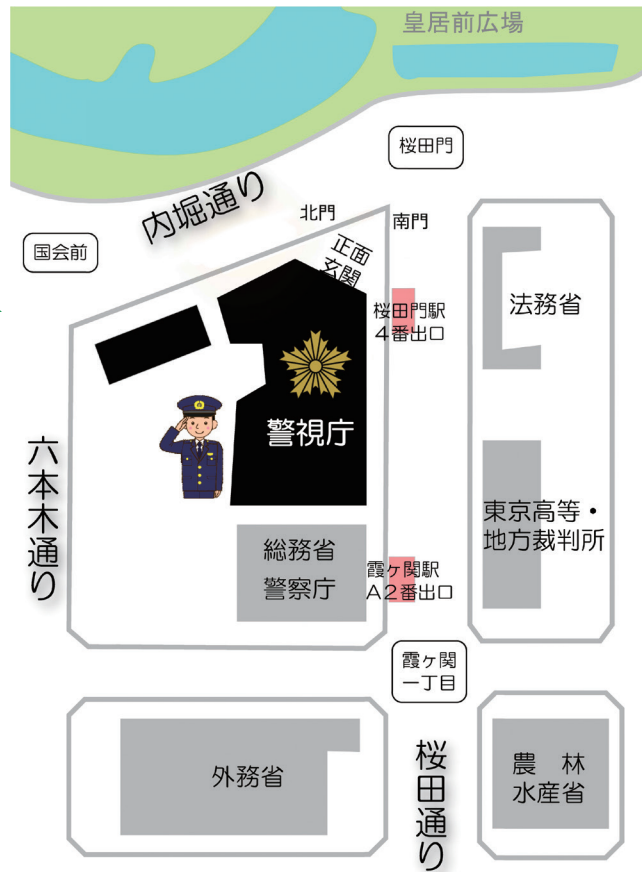 皇居前広場
桜田門
内堀通り
北門
南門
国会前
正面
玄関
桜田門駅
４番出口
法務省
警視庁
六本木通り
東京高等・
地方裁判所
総務省
警察庁
霞ヶ関駅
Ａ２番出口
霞ヶ関
一丁目
外務省
桜田通り
農　林
水産省